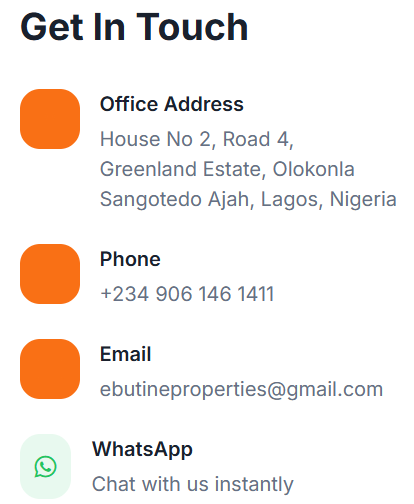 Get In Touch
Office Address
House No 2, Road 4,
Greenland Estate, Olokonla
Sangotedo Ajah, Lagos, Nigeria
Phone
+234 906 146 1411
Email
ebutineproperties@gmail.com
WhatsApp
Chat with us instantly